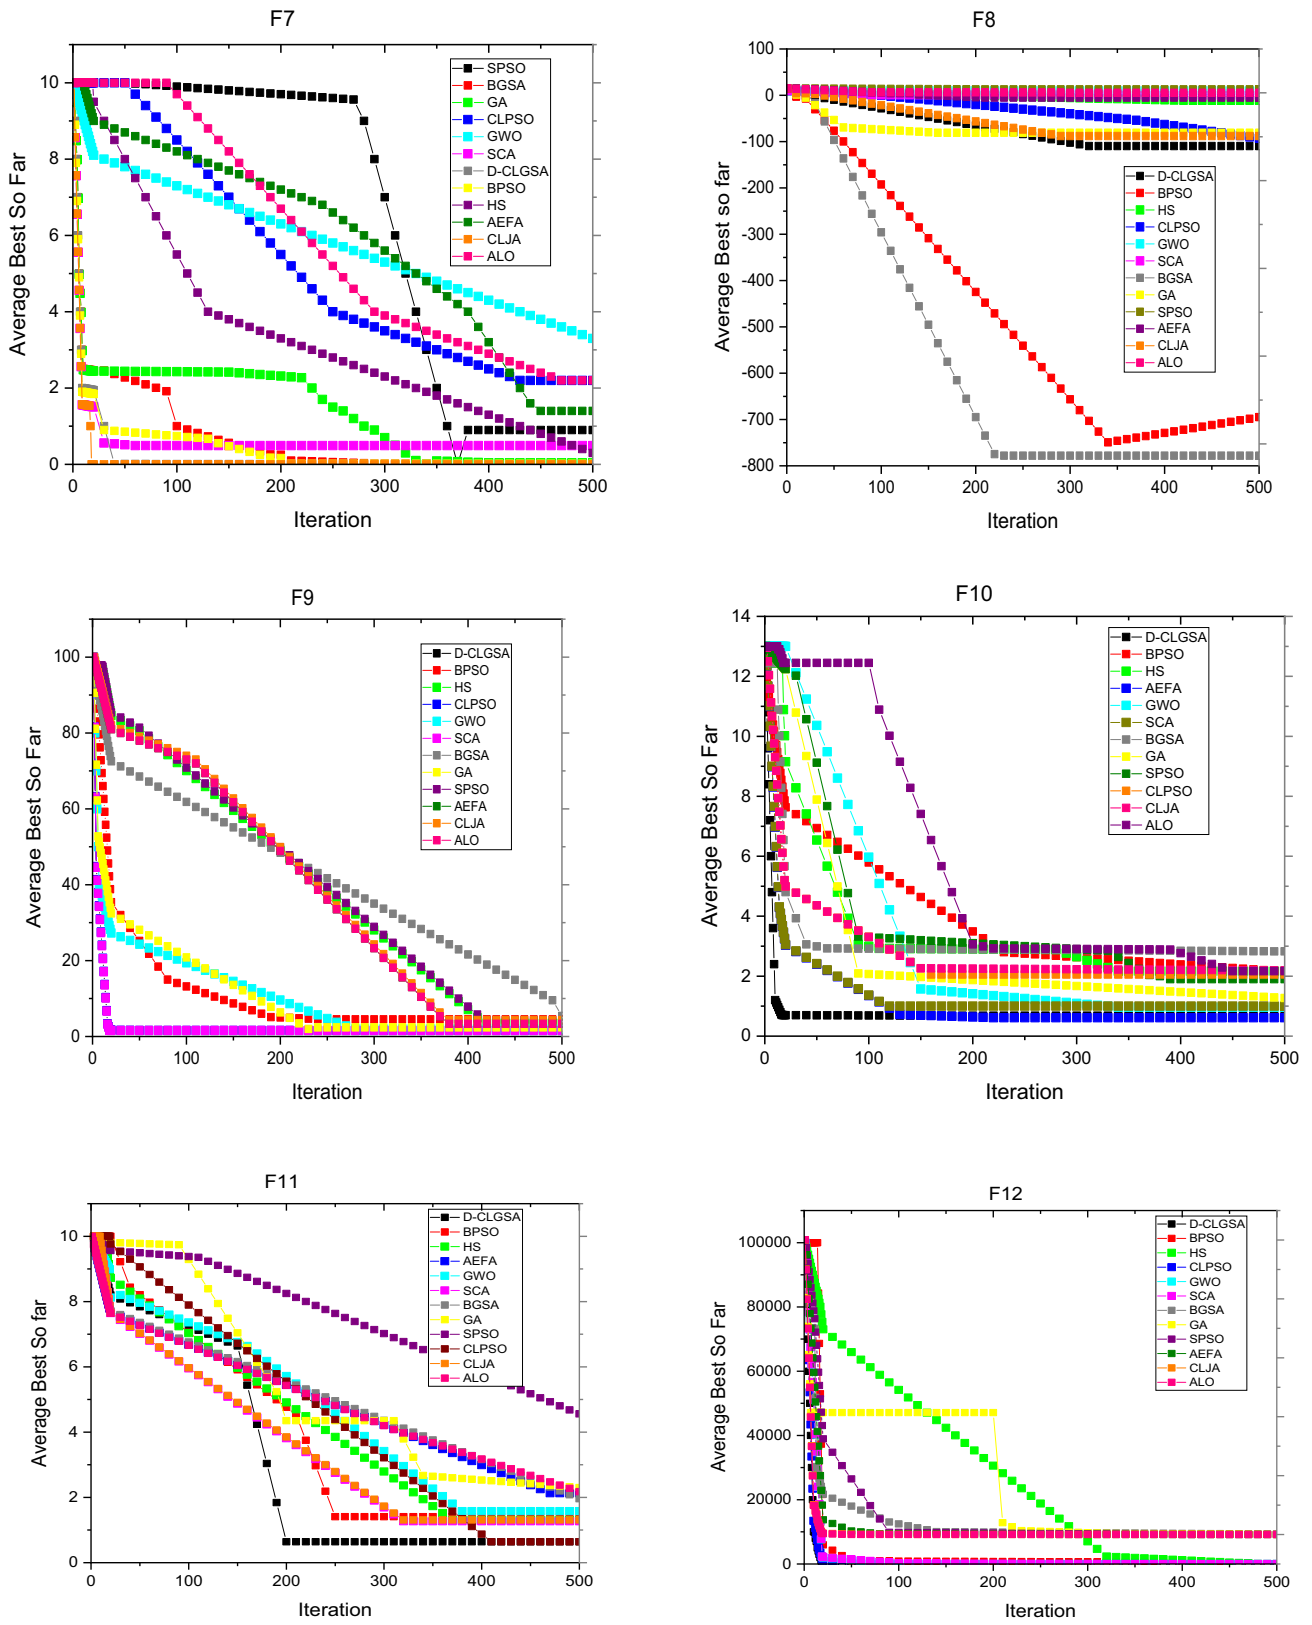 F7
Average Best So Far
10
8
6
4
2
0
0 100 200 300 400 500
Iteration
SPSO
BGSA
GA
CLPSO
GWO
SCA
D-CLGSA
BPSO
HS
AEFA
CLJA
ALO
F8
Average Best so far
100
0
-100
-200
-300
-400
-500
-600
-700
-800
0 100 200 300 400 500
Iteration
D-CLGSA
BPSO
HS
CLPSO
GWO
SCA
BGSA
GA
SPSO
AEFA
CLJA
ALO
F9
Average Best So Far
100
80
60
40
20
0
0 100 200 300 400 500
Iteration
D-CLGSA
BPSO
HS
CLPSO
GWO
SCA
BGSA
GA
SPSO
AEFA
CLJA
ALO
F10
Average Best So Far
14
12
10
8
6
4
2
0
0 100 200 300 400 500
Iteration
D-CLGSA
BPSO
HS
AEFA
GWO
SCA
BGSA
GA
SPSO
CLPSO
CLJA
ALO
F11
Average Best So far
10
8
6
4
2
0
0 100 200 300 400 500
Iteration
D-CLGSA
BPSO
HS
AEFA
GWO
SCA
BGSA
GA
SPSO
CLPSO
CLJA
ALO
F12
Average Best So Far
100000
80000
60000
40000
20000
0
0 100 200 300 400 500
Iteration
D-CLGSA
BPSO
HS
CLPSO
GWO
SCA
BGSA
GA
SPSO
AEFA
CLJA
ALO